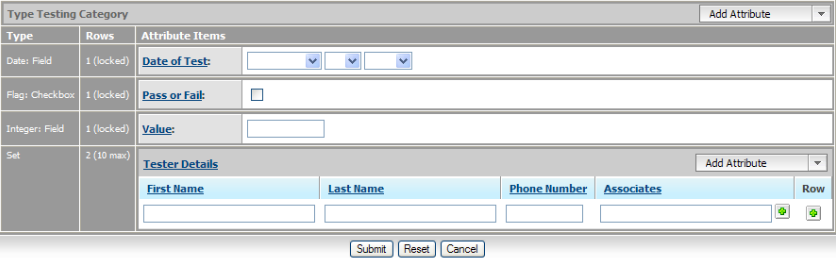 Type Testing Category Add Attribute
Type Rows Attribute Items
Date: Field 1 (locked) Date of Test:
Flag: Checkbox 1 (locked) Pass or Fail:
Integer: Field 1 (locked) Value:
Set 2 (10 max) Tester Details Add Attribute
First Name Last Name Phone Number Associates Row
Submit Reset Cancel